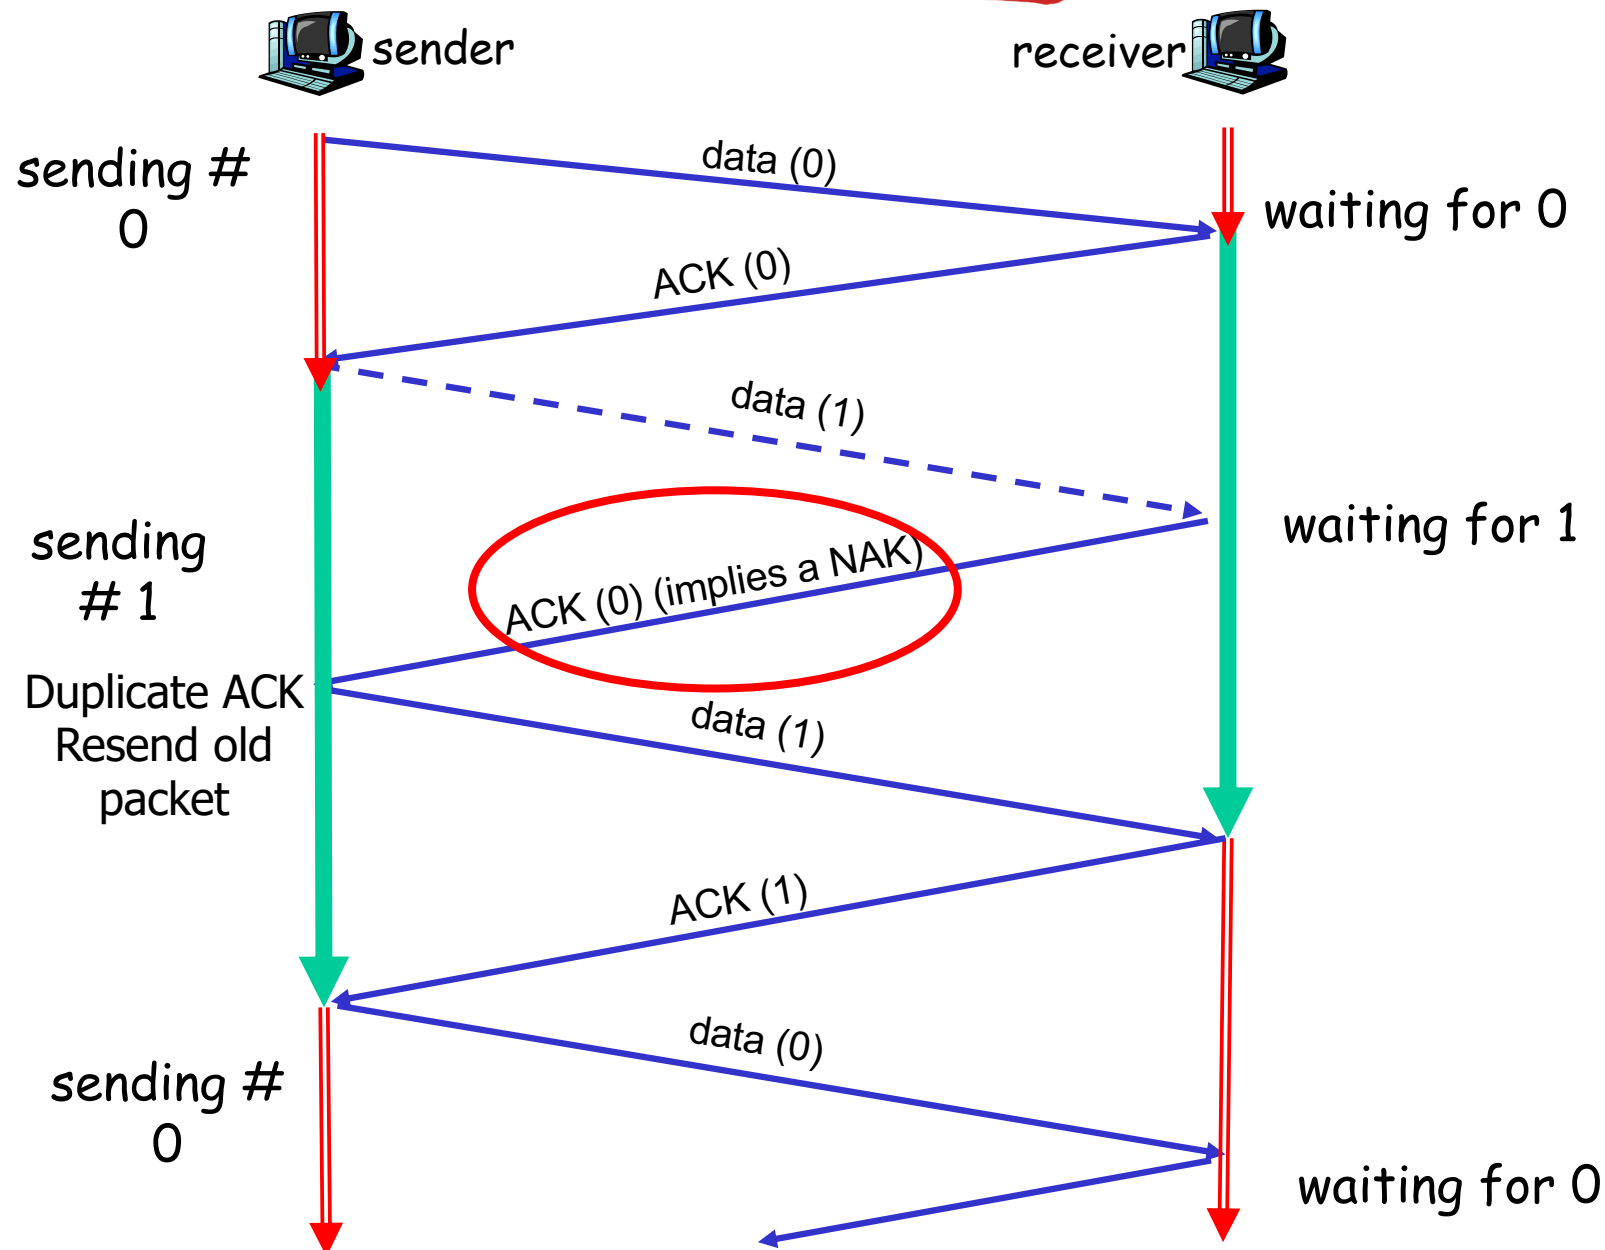 sender
receiver
sending #
0
data (0)
waiting for 0
ACK (0)
data (1)
sending
# 1
waiting for 1
ACK (0) (implies a NAK)
Duplicate ACK
Resend old
packet
data (1)
ACK (1)
data (0)
sending #
0
waiting for 0